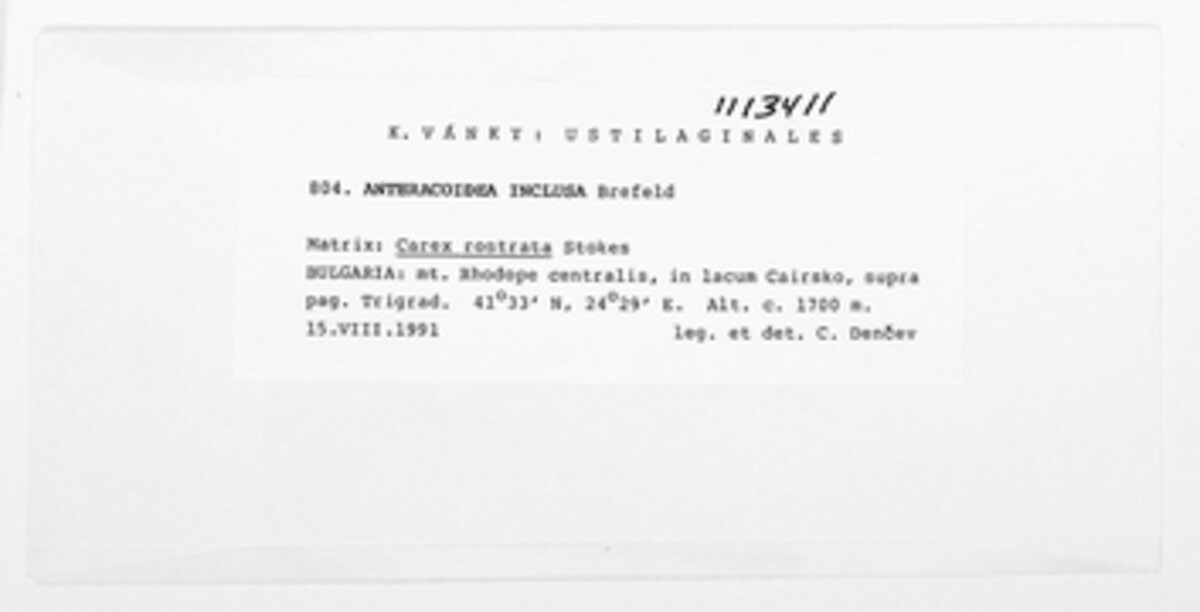 1113411
K. VÁNKY: USTILAGINALES
804. ANTHRACOIDEA INCLUSA Brefeld
Matrix: Carex rostrata Stokes
BULGARIA: mt. Rhodope centralis, in lacum Cairsko, supra
pag. Trigrad. 41°33' N, 24°29' E. Alt. c. 1700 m.
15.VIII.1991 leg. et det. C. Denčev